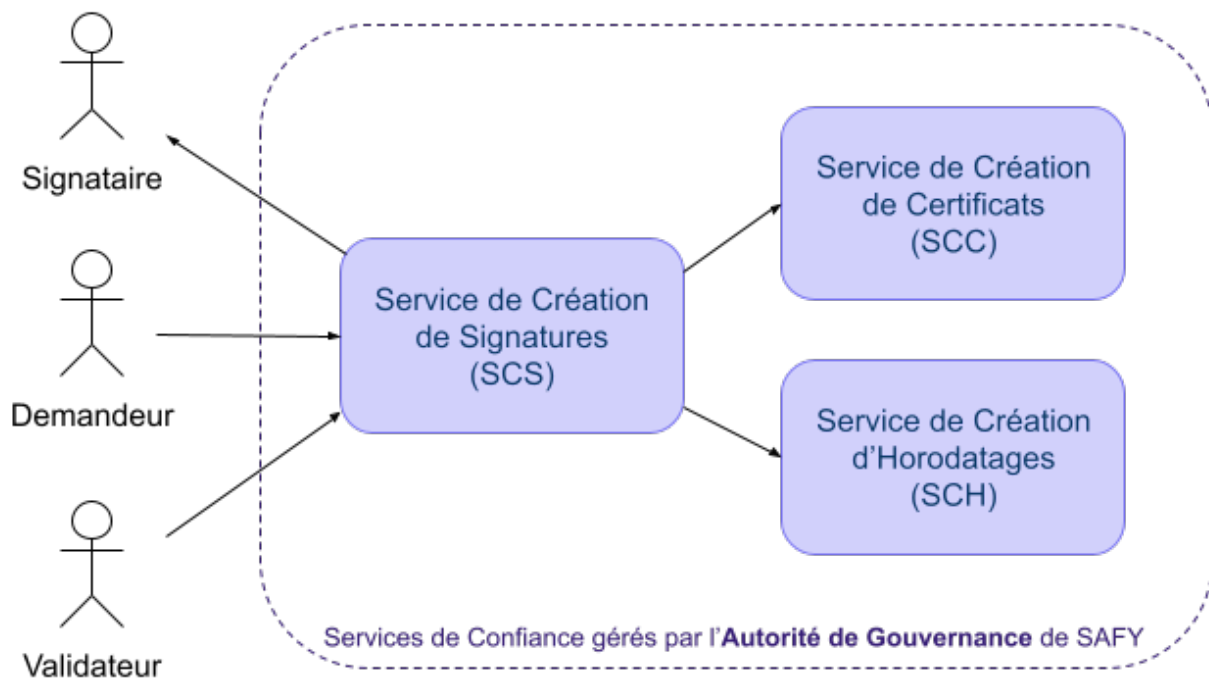 Signataire
Demandeur
Validateur
Service de Création
de Signatures
(SCS)
Service de Création
de Certificats
(SCC)
Service de Création
d'Horodatages
(SCH)
Services de Confiance gérés par l'Autorité de Gouvernance de SAFY